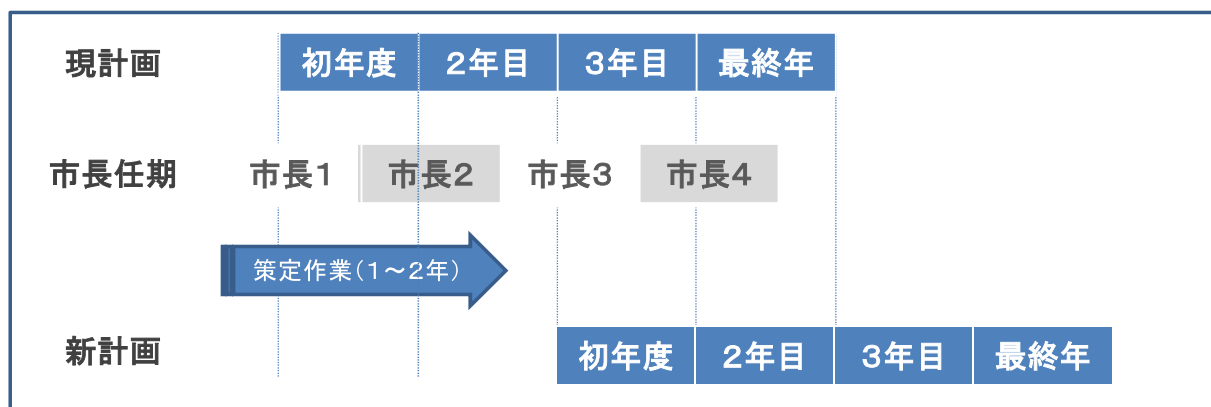 現計画 初年度 2年目 3年目 最終年
市長任期 市長1 市長2 市長3 市長4
策定作業(1～2年)
新計画 初年度 2年目 3年目 最終年